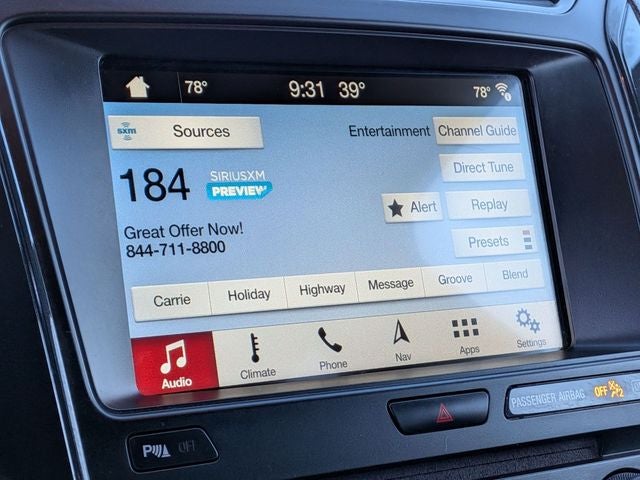 78° 9:31 39° 78°
sxm Sources Entertainment Channel Guide
Direct Tune
184 SIRIUSXM
PREVIEW
Alert Replay
Great Offer Now!
844-711-8800
Presets
Carrie Holiday Highway Message Groove Blend
Audio Climate Phone Nav Apps Settings
PASSENGER AIRBAG OFF
P OFF